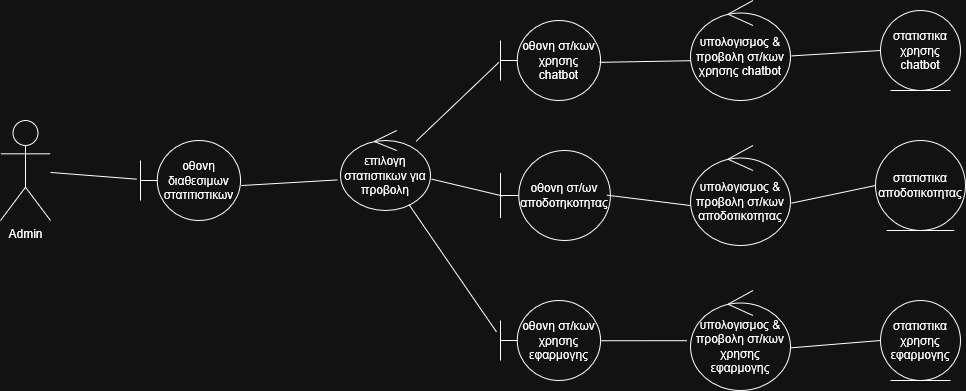 Admin
οθονη
διαθεσιμων
στατιτιστικων
επιλογη
στατιστικων για
προβολη
οθονη στ/κων
χρησης
chatbot
υπολογισμος &
προβολη στ/κων
χρησης chatbot
στατιστικα
χρησης
chatbot
οθονη στ/ων
αποδοτηκοτητας
υπολογισμος &
προβολη στ/κων
αποδοτικοτητας
στατιστικα
αποδοτικοτητας
οθονη στ/κων
χρησης
εφαρμογης
υπολογισμος &
προβολη στ/κων
χρησης
εφαρμογης
στατιστικα
χρησης
εφαρμογης